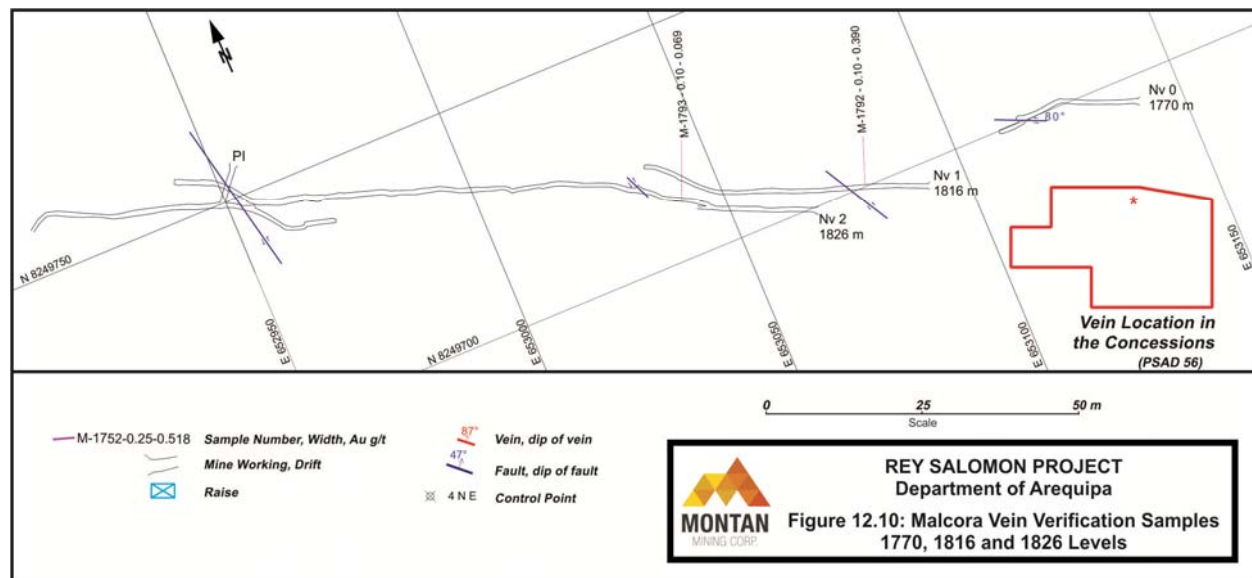 N
M-1793 - 0.10 - 0.069
M-1792 - 0.10 - 0.390
Nv 0
1770 m
80°
PI
Nv 1
1816 m
Nv 2
1826 m
N 8249750
N 8249700
E 652950
E 653000
E 653050
E 653100
E 653150
*
Vein Location in
the Concessions
(PSAD 56)
0 25 50 m
Scale
M-1752-0.25-0.518 Sample Number, Width, Au g/t
Mine Working, Drift
Raise
87° Vein, dip of vein
47° Fault, dip of fault
4 N E Control Point
MONTAN
MINING CORP.
REY SALOMON PROJECT
Department of Arequipa
Figure 12.10: Malcora Vein Verification Samples
1770, 1816 and 1826 Levels